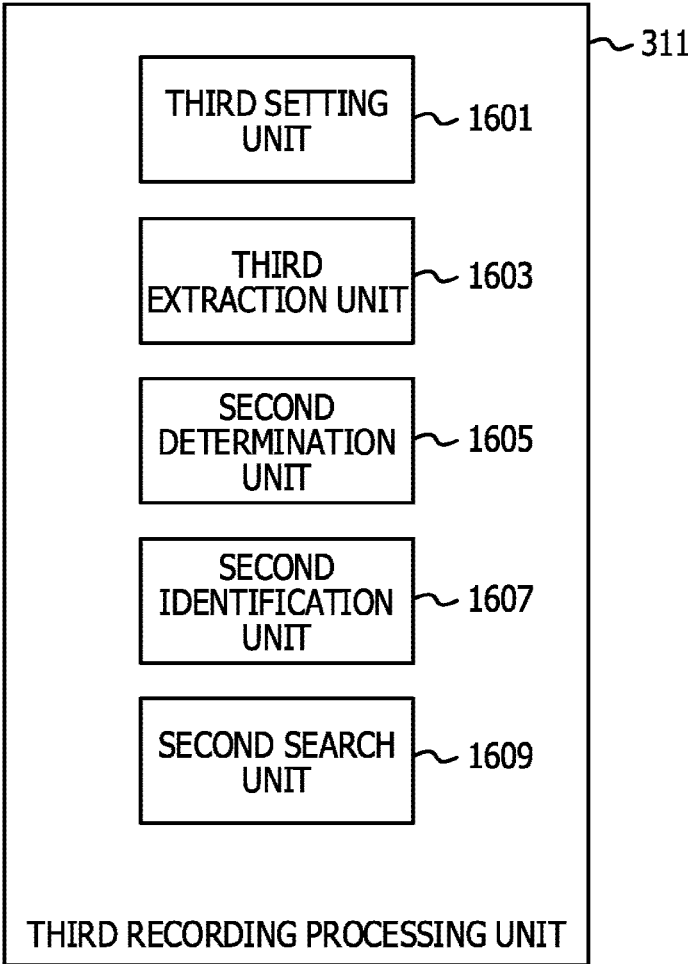 311
THIRD SETTING
UNIT
1601
THIRD
EXTRACTION UNIT
1603
SECOND
DETERMINATION
UNIT
1605
SECOND
IDENTIFICATION
UNIT
1607
SECOND SEARCH
UNIT
1609
THIRD RECORDING PROCESSING UNIT